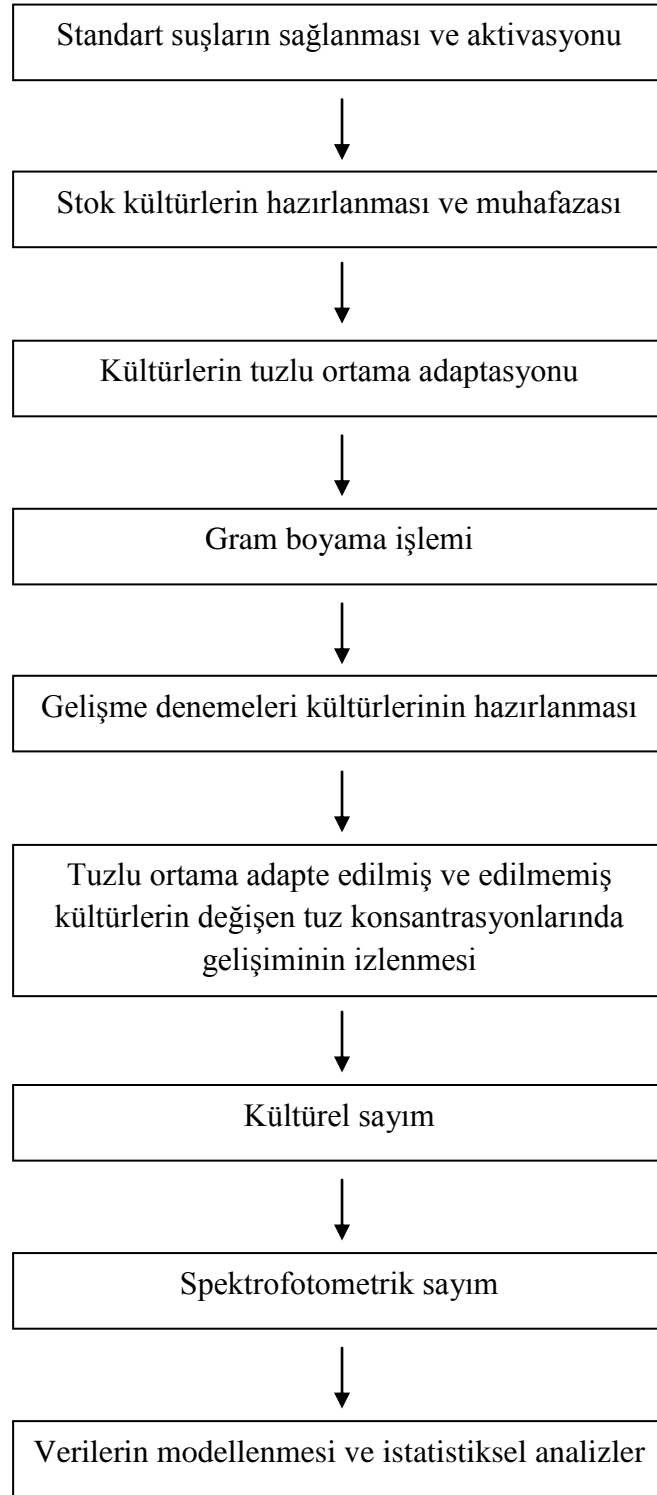 Standart suşların sağlanması ve aktivasyonu
Stok kültürlerin hazırlanması ve muhafazası
Kültürlerin tuzlu ortama adaptasyonu
Gram boyama işlemi
Gelişme denemeleri kültürlerinin hazırlanması
Tuzlu ortama adapte edilmiş ve edilmemiş
kültürlerin değişen tuz konsantrasyonlarında
gelişiminin izlenmesi
Kültürel sayım
Spektrofotometrik sayım
Verilerin modellenmesi ve istatistiksel analizler